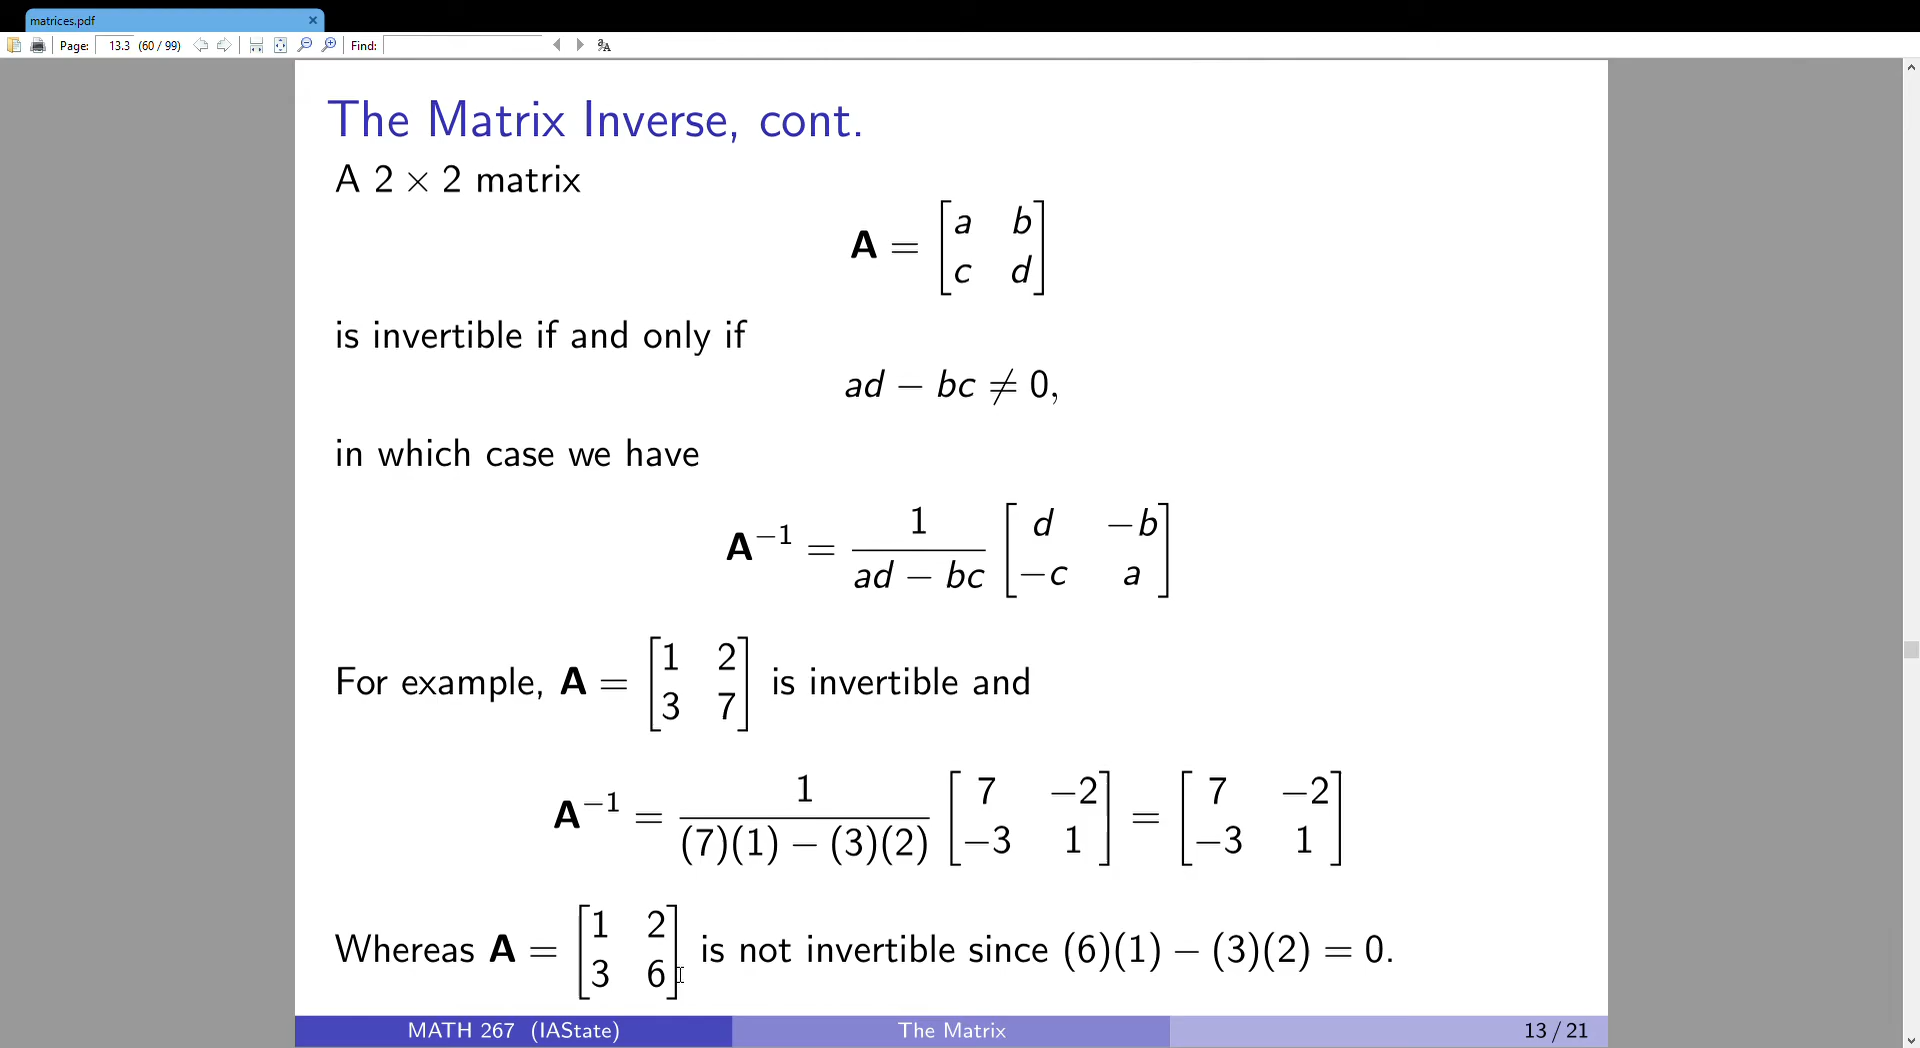 matrices.pdf
Page: 13.3 (60 / 99) Find:
The Matrix Inverse, cont.
A 2 × 2 matrix
A = [a b
c d]
is invertible if and only if
ad − bc ≠ 0,
in which case we have
A⁻¹ = 1/(ad − bc) [d −b
−c a]
For example, A = [1 2
3 7] is invertible and
A⁻¹ = 1/((7)(1) − (3)(2)) [7 −2
−3 1] = [7 −2
−3 1]
Whereas A = [1 2
3 6] is not invertible since (6)(1) − (3)(2) = 0.
MATH 267 (IAState) The Matrix 13 / 21